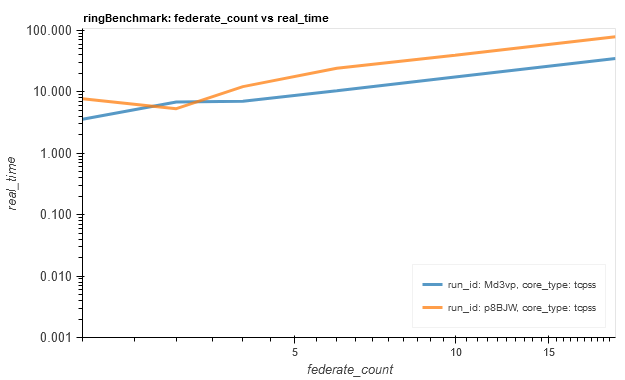 ringBenchmark: federate_count vs real_time
100.000
10.000
1.000
0.100
0.010
0.001
real_time
run_id: Md3vp, core_type: tcpss
run_id: p8BJW, core_type: tcpss
5
10
15
federate_count